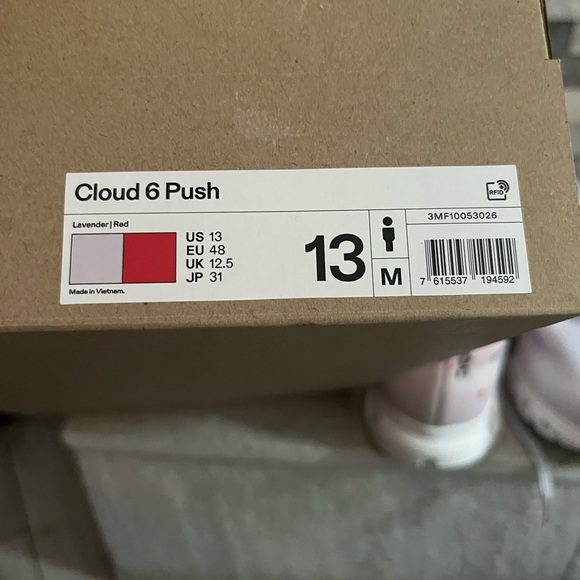 Cloud 6 Push
RFID
Lavender | Red
US 13
EU 48
UK 12.5
JP 31
Made in Vietnam.
13
M
3MF10053026
7 615537 194592